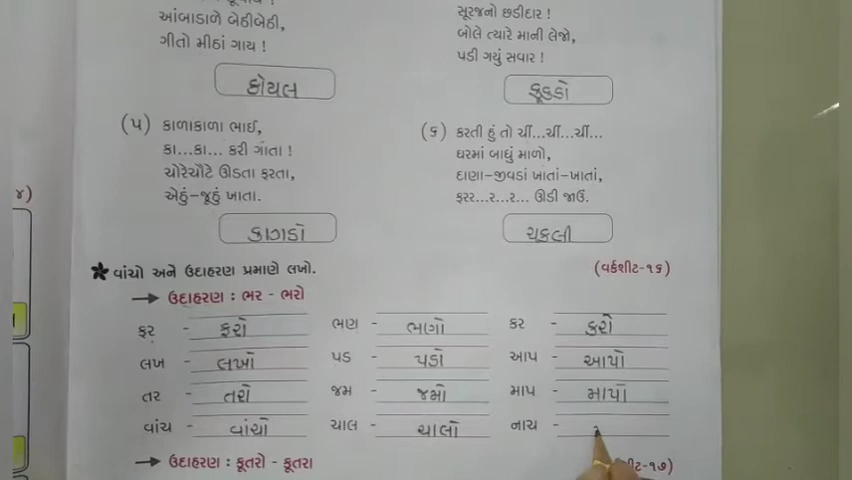 આંબાડાળે બેઠીબેઠી,
ગીતો મીઠાં ગાય !
કોયલ
સૂરજનો છડીદાર !
બોલે ત્યારે માની લેજો,
પડી ગયું સવાર !
કૂકડો
(૫) કાળાકાળા ભાઈ,
કા...કા... કરી ગાતા !
ચોરેચૌટે ઊડતા ફરતા,
એઠું-જૂઠું ખાતા.
કાગડો
(૬) કરતી હું તો ચીં...ચીં...ચીં...
ઘરમાં બાંધું માળો,
દાણા-જીવડાં ખાતાં-ખાતાં,
ફરર...ર...ર... ઊડી જાઉં.
ચકલી
૪)
★ વાંચો અને ઉદાહરણ પ્રમાણે લખો. (વર્કશીટ-૧૬)
→ ઉદાહરણ : ભર - ભરો
ફર - ફરો ભણ - ભણો કર - કરો
લખ - લખો પડ - પડો આપ - આપો
તર - તરો જમ - જમો માપ - માપો
વાંચ - વાંચો ચાલ - ચાલો નાચ -
→ ઉદાહરણ : કૂતરો - કૂતરા શીટ-૧૭)